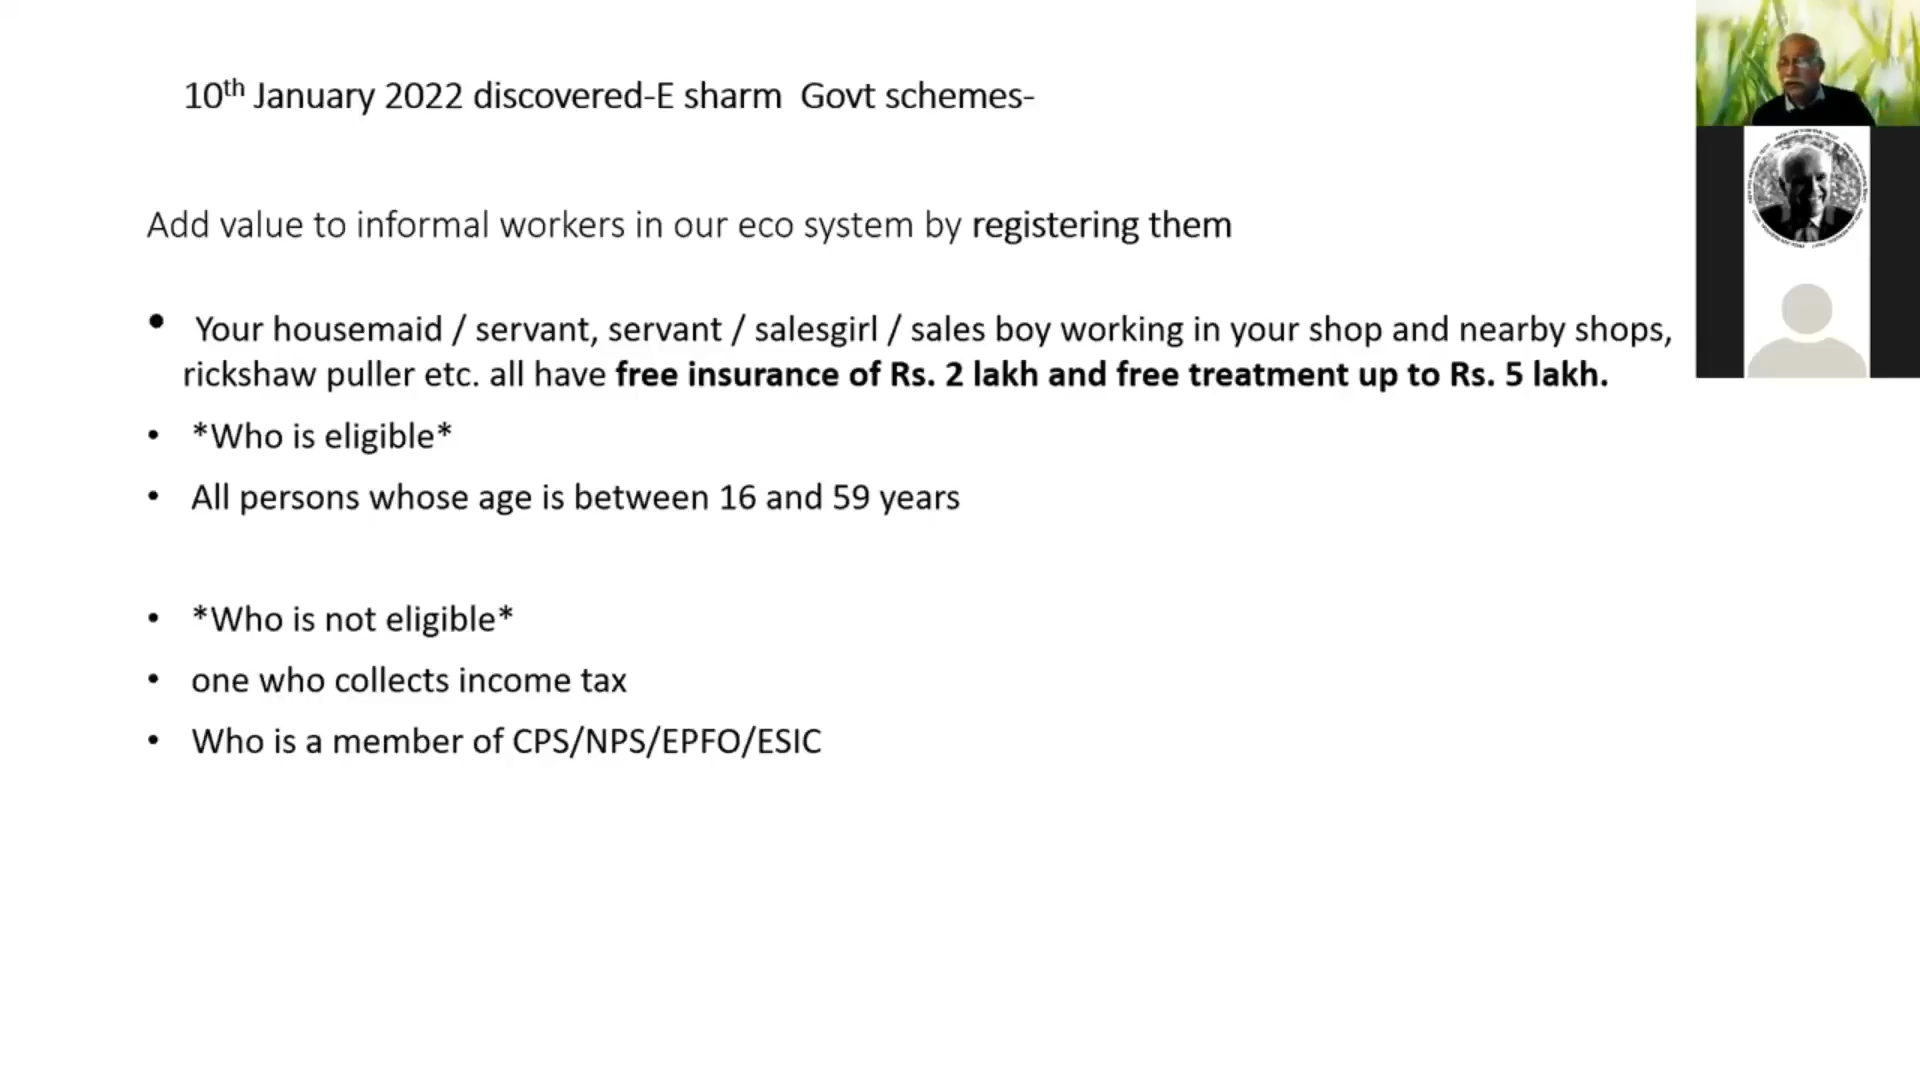 10th January 2022 discovered-E sharm Govt schemes-
Add value to informal workers in our eco system by registering them
• Your housemaid / servant, servant / salesgirl / sales boy working in your shop and nearby shops,
rickshaw puller etc. all have free insurance of Rs. 2 lakh and free treatment up to Rs. 5 lakh.
• *Who is eligible*
• All persons whose age is between 16 and 59 years
• *Who is not eligible*
• one who collects income tax
• Who is a member of CPS/NPS/EPFO/ESIC